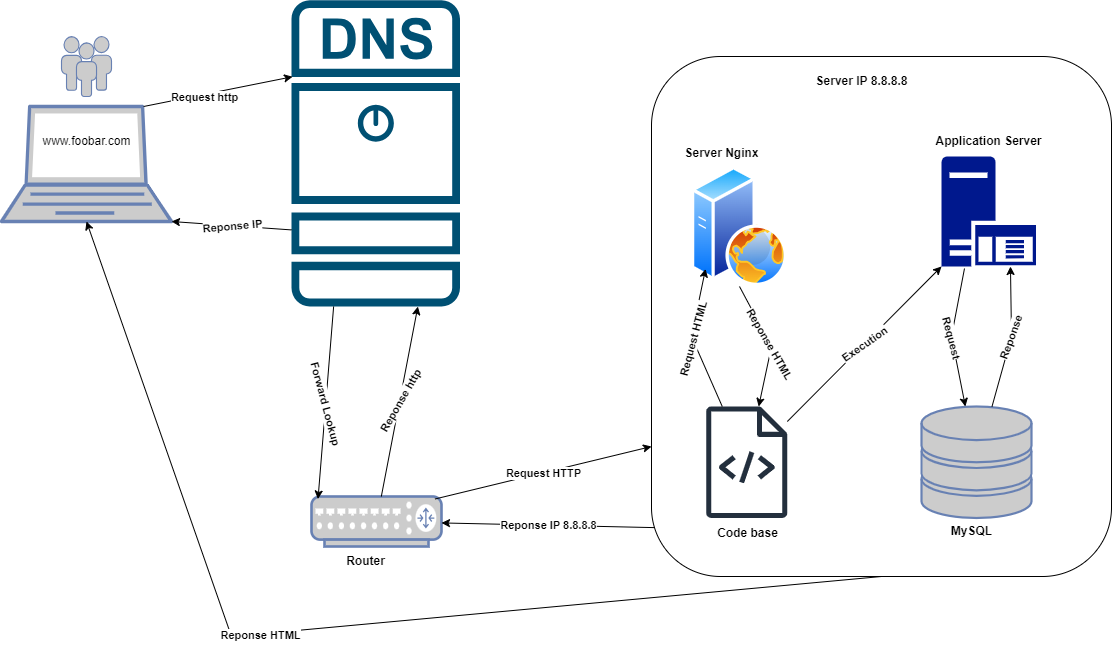 DNS
Server IP 8.8.8.8
Request http
www.foobar.com
Server Nginx
Application Server
Reponse IP
Request HTML
Reponse HTML
Execution
Request
Reponse
Forward Lookup
Reponse http
</>
Request HTTP
Reponse IP 8.8.8.8
Code base
MySQL
Router
Reponse HTML